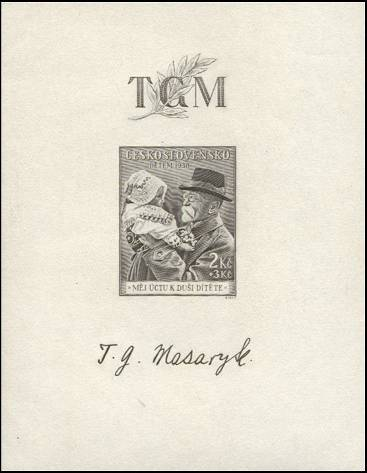 TGM
ČESKOSLOVENSKO
DĚTEM 1938
2 Kč
+3 Kč
MĚJ ÚCTU K DUŠI DÍTĚTE
T. G. Masaryk.